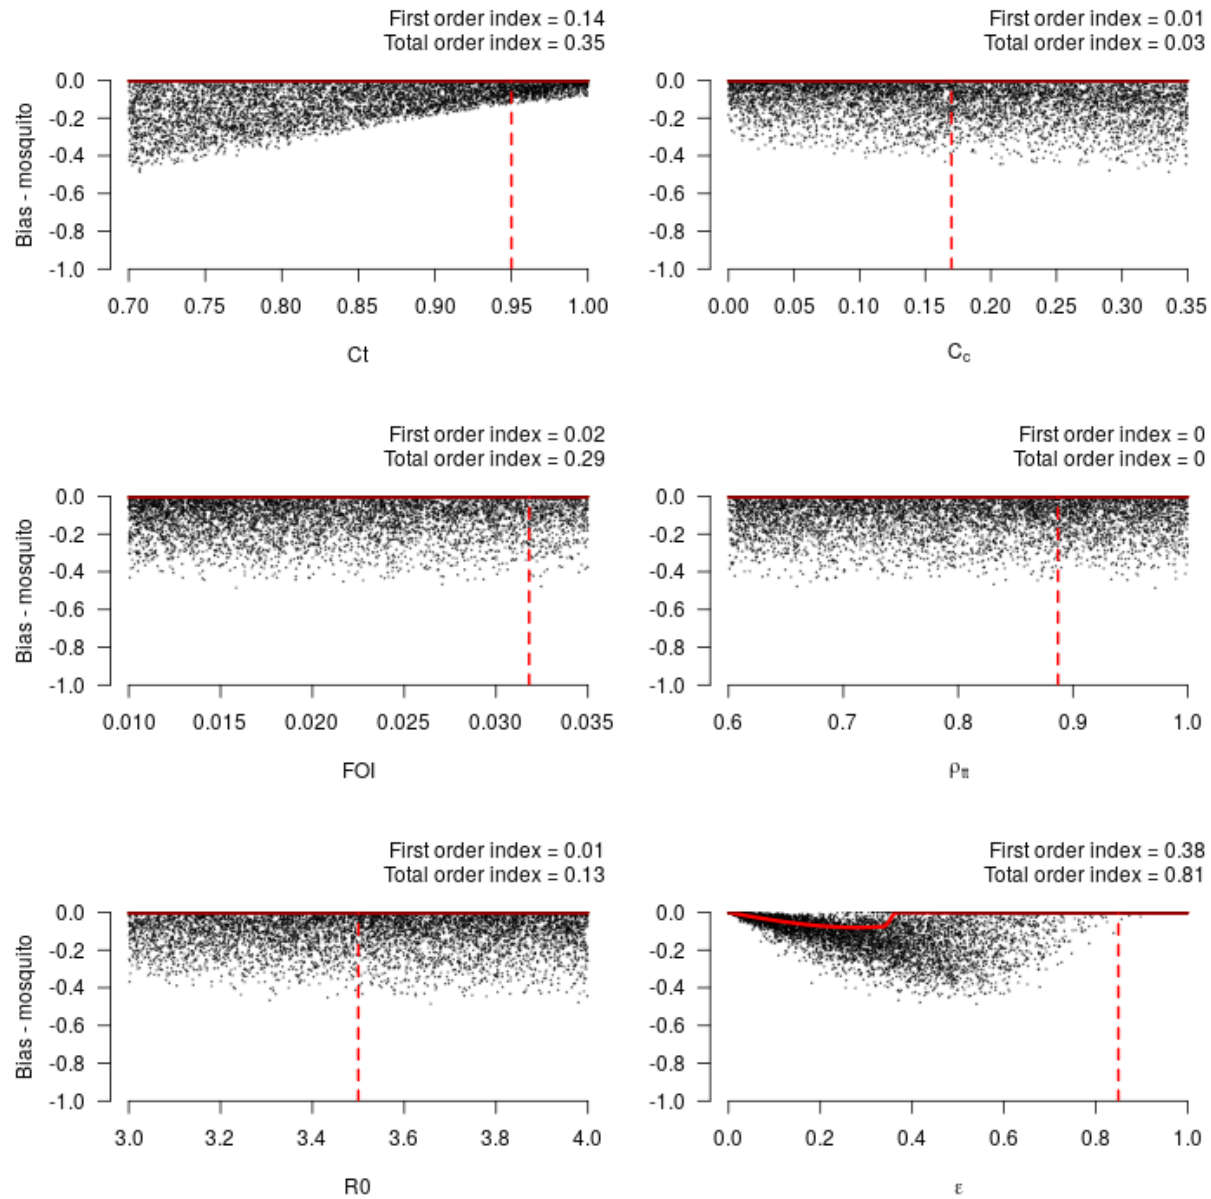 First order index = 0.14
Total order index = 0.35
0.0
-0.2
-0.4
-0.6
-0.8
-1.0
Bias - mosquito
0.70 0.75 0.80 0.85 0.90 0.95 1.00
Ct
First order index = 0.01
Total order index = 0.03
0.0
-0.2
-0.4
-0.6
-0.8
-1.0
0.00 0.05 0.10 0.15 0.20 0.25 0.30 0.35
Cc
First order index = 0.02
Total order index = 0.29
0.0
-0.2
-0.4
-0.6
-0.8
-1.0
Bias - mosquito
0.010 0.015 0.020 0.025 0.030 0.035
FOI
First order index = 0
Total order index = 0
0.0
-0.2
-0.4
-0.6
-0.8
-1.0
0.6 0.7 0.8 0.9 1.0
ρtt
First order index = 0.01
Total order index = 0.13
0.0
-0.2
-0.4
-0.6
-0.8
-1.0
Bias - mosquito
3.0 3.2 3.4 3.6 3.8 4.0
R0
First order index = 0.38
Total order index = 0.81
0.0
-0.2
-0.4
-0.6
-0.8
-1.0
0.0 0.2 0.4 0.6 0.8 1.0
ε